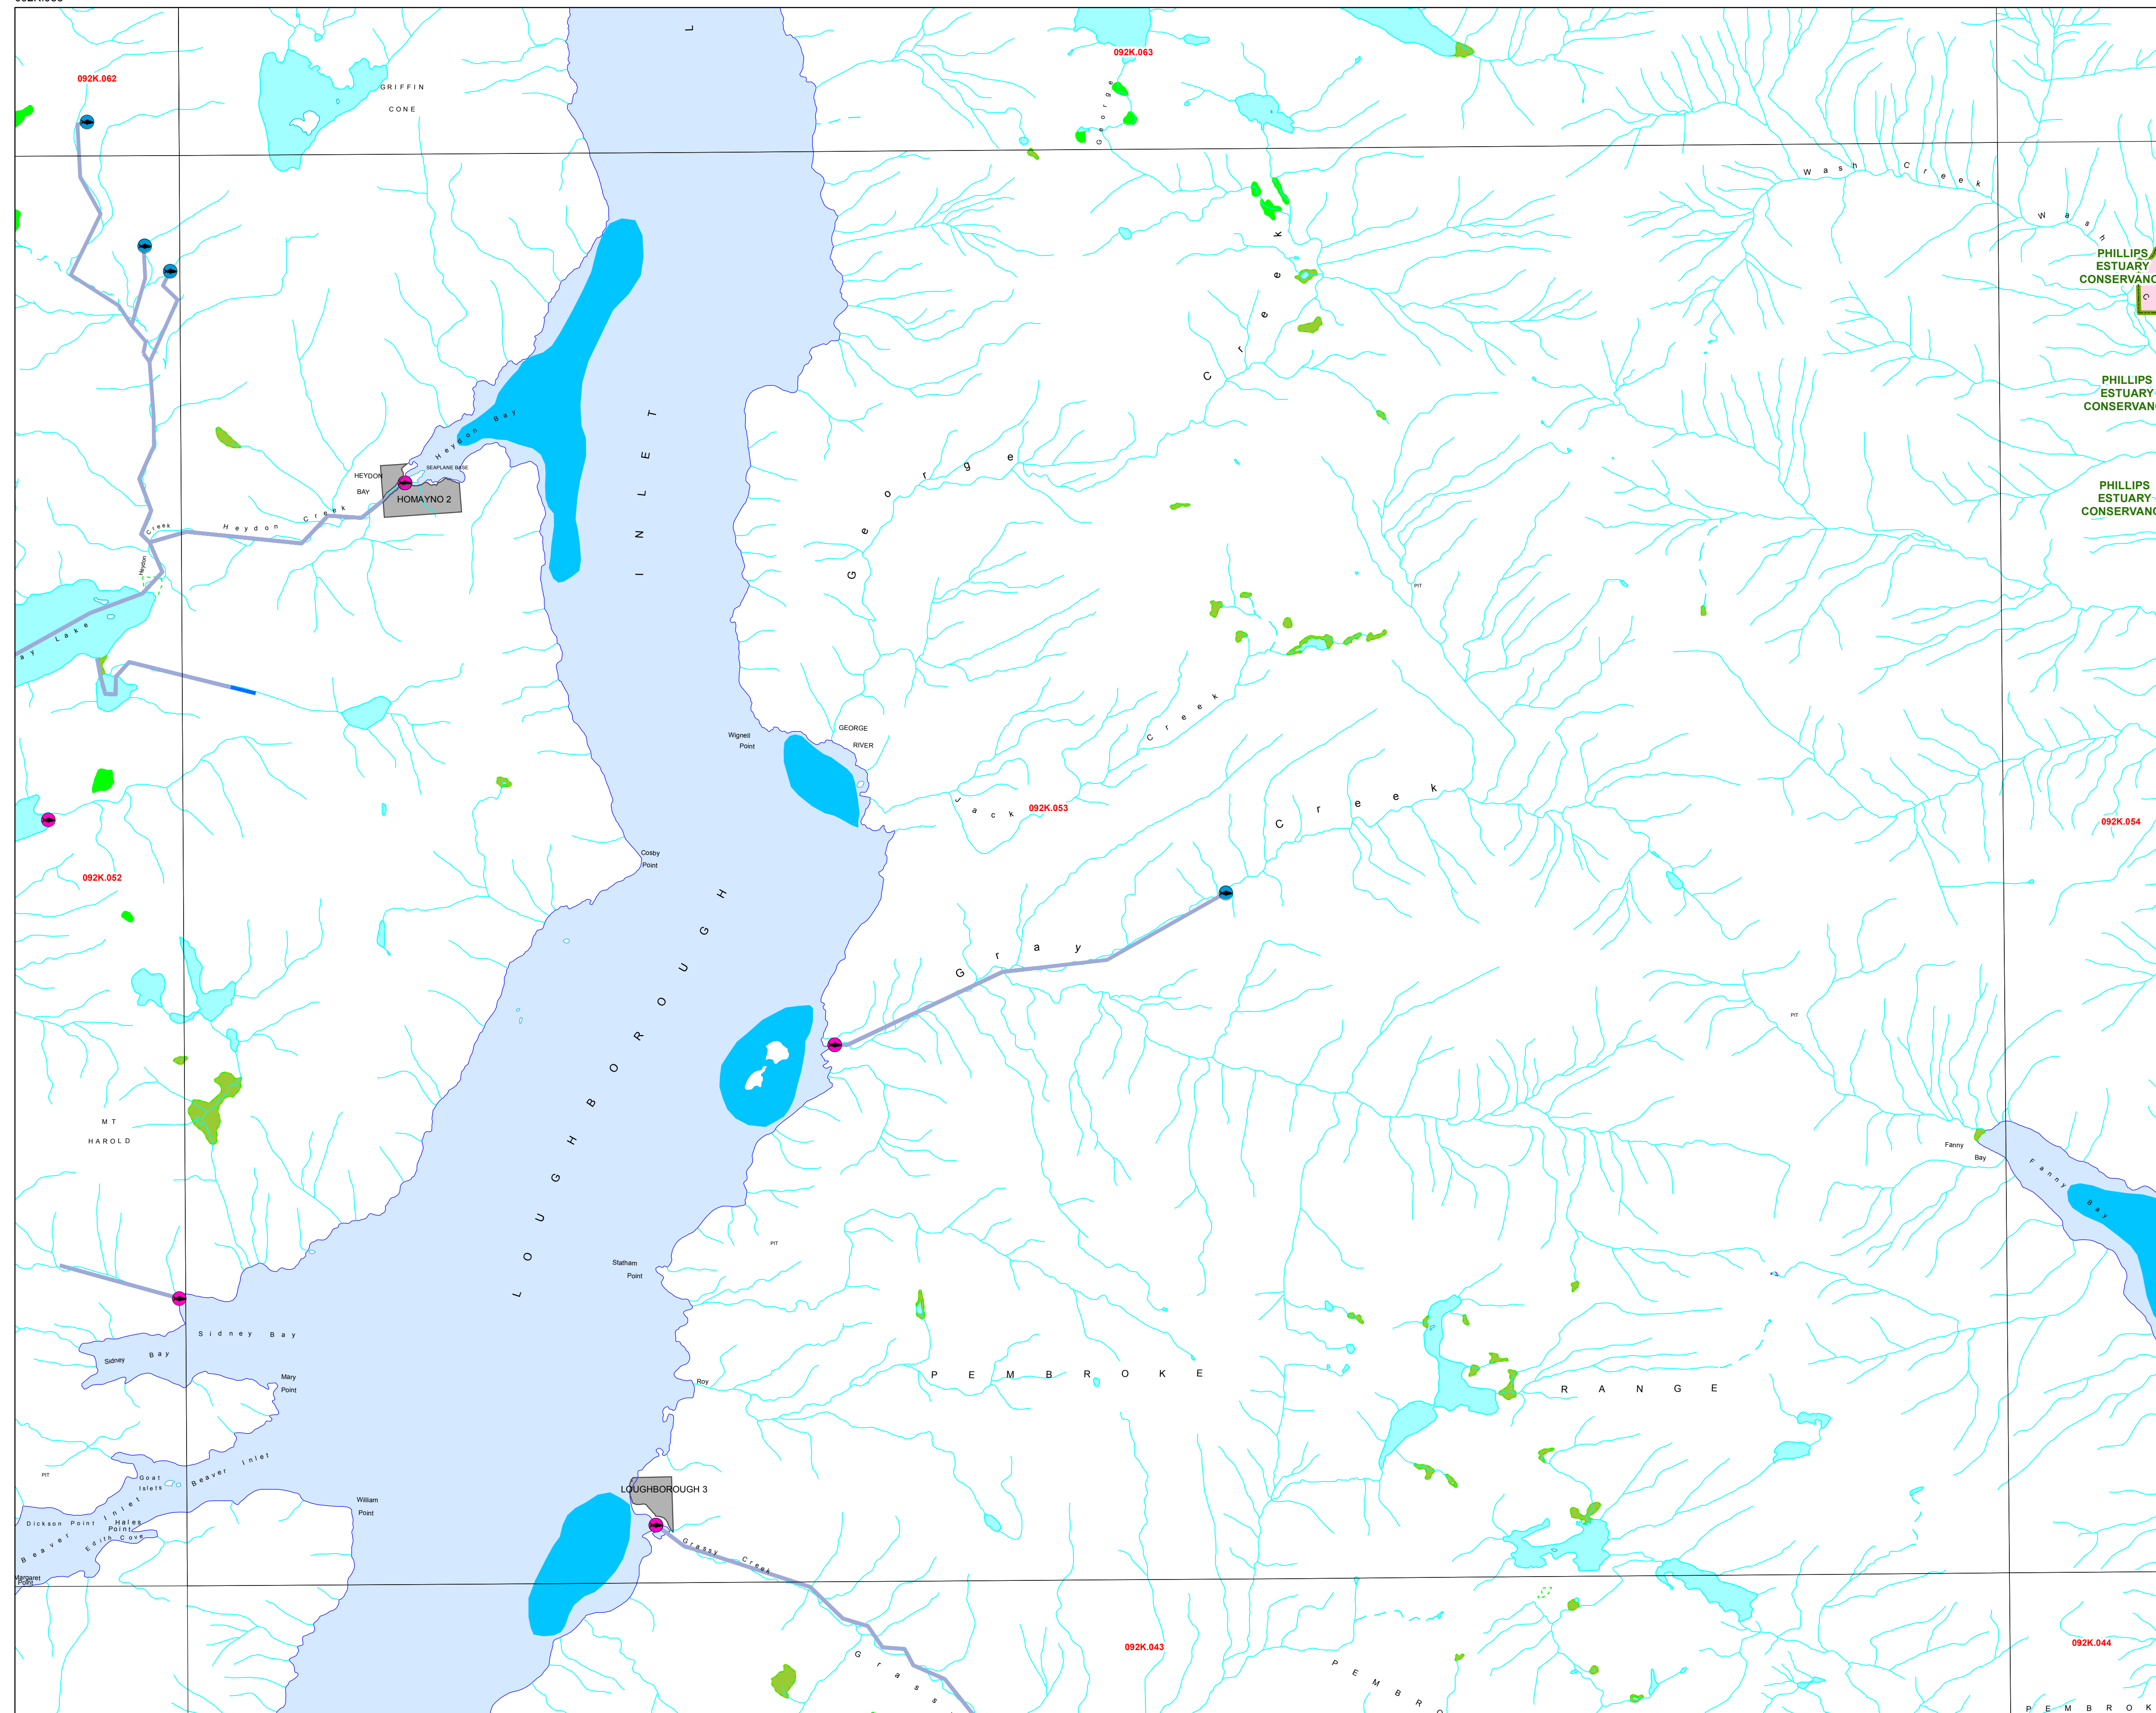 092K.063
092K.062
GRIFFIN
CONE
L
George
Wash Creek
Wash
C
PHILLIPS
ESTUARY
CONSERVANC
PHILLIPS
ESTUARY
CONSERVANC
PHILLIPS
ESTUARY
CONSERVANC
George Creek
INLET
Heydon Bay
SEAPLANE BASE
HEYDON
BAY
HOMAYNO 2
Heydon Creek
Heydon Creek
ay Lake
PIT
Jack Creek
GEORGE
RIVER
Wignell
Point
092K.053
092K.054
092K.052
Cosby
Point
Gray Creek
LOUGHBOROUGH
PIT
MT
HAROLD
Fanny
Bay
Fanny Bay
PIT
Statham
Point
Sidney Bay
Sidney Bay
Mary
Point
Roy
PEMBROKE
RANGE
Beaver Inlet
PIT
Goat
Islets
William
Point
LOUGHBOROUGH 3
Dickson Point
Hales
Point
Edith Cove
Beaver Inlet
Margaret
Point
Grassy Creek
Grass
092K.043
092K.044
PEMBRO
PEMBROK